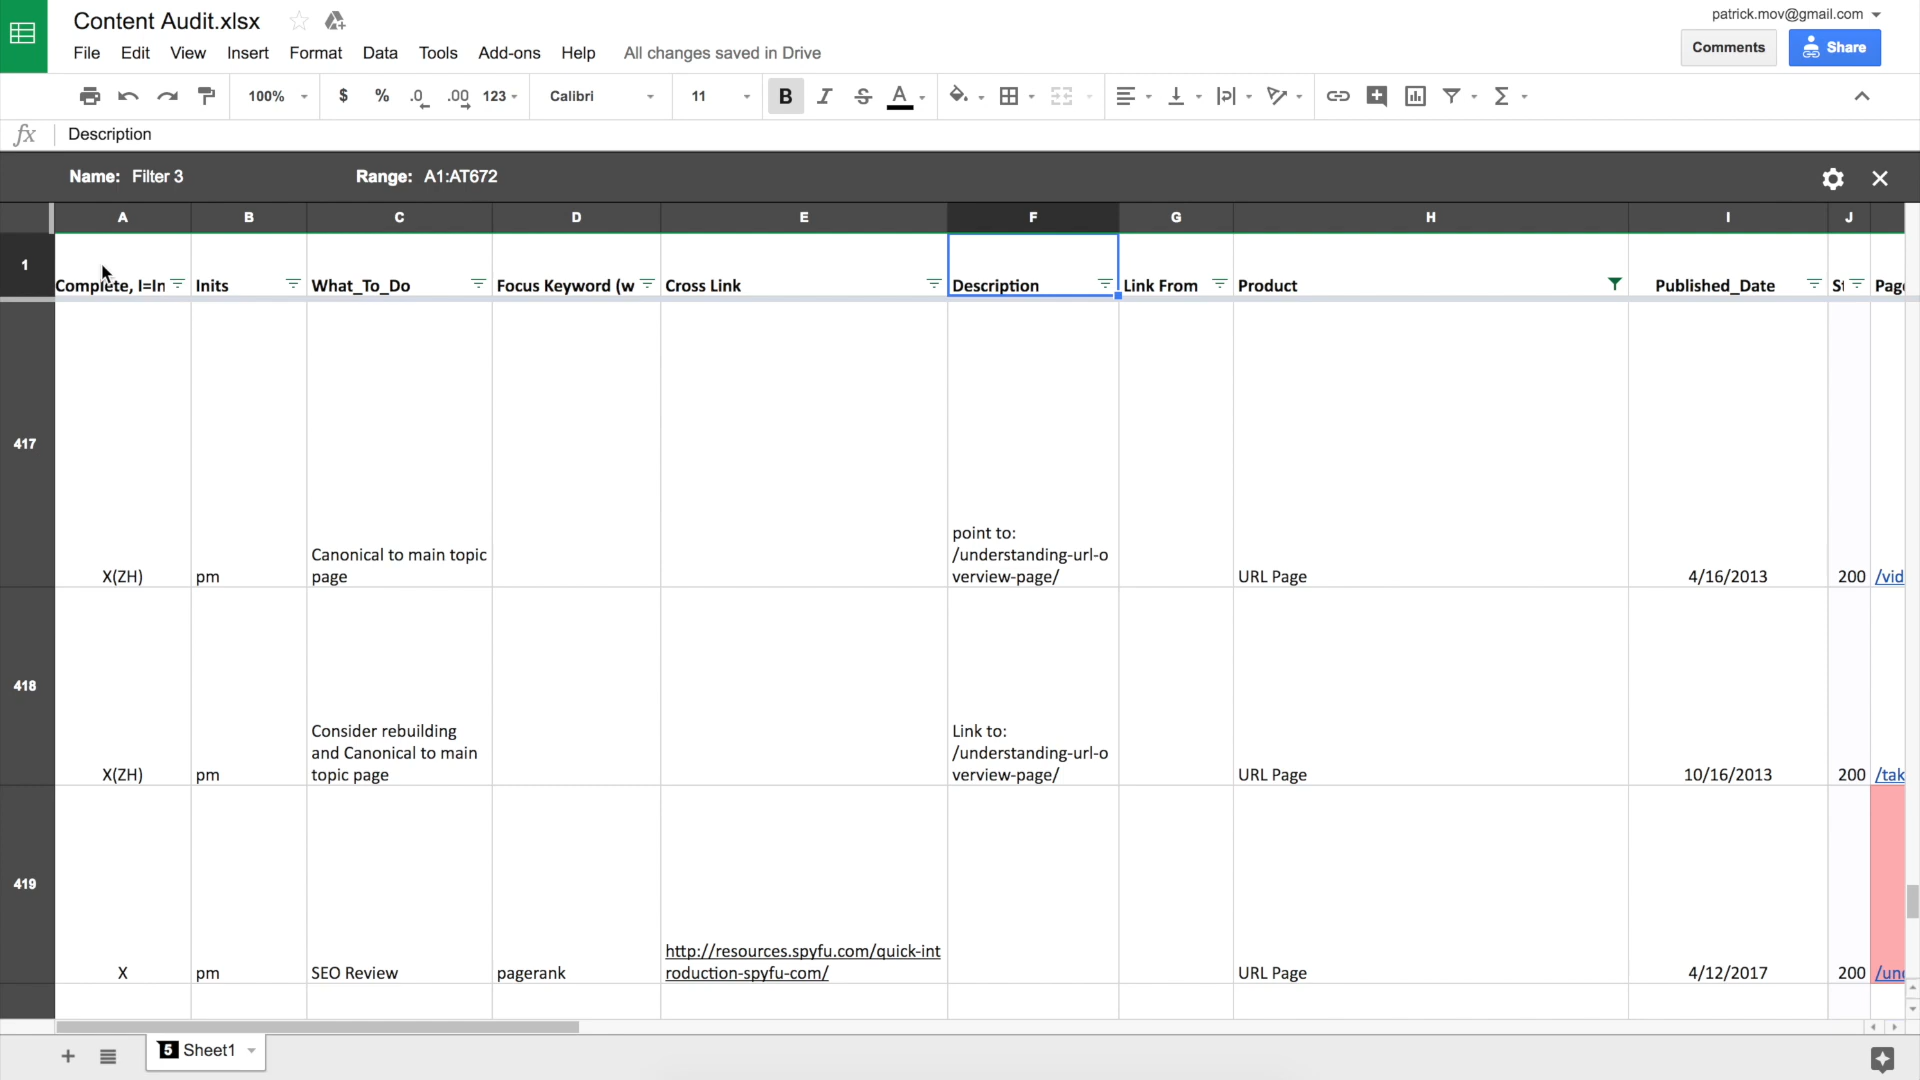 Content Audit.xlsx
patrick.mov@gmail.com
File Edit View Insert Format Data Tools Add-ons Help All changes saved in Drive
Comments Share
100% $ % .0 .00 123 Calibri 11 B I S A
fx Description
Name: Filter 3 Range: A1:AT672
A B C D E F G H I J
1 Complete, I=In Inits What_To_Do Focus Keyword (w Cross Link Description Link From Product Published_Date St Pag
417
point to:
Canonical to main topic /understanding-url-o
X(ZH) pm page verview-page/ URL Page 4/16/2013 200 /vid
418
Consider rebuilding Link to:
and Canonical to main /understanding-url-o
X(ZH) pm topic page verview-page/ URL Page 10/16/2013 200 /tak
419
http://resources.spyfu.com/quick-int
X pm SEO Review pagerank roduction-spyfu-com/ URL Page 4/12/2017 200 /und
5 Sheet1